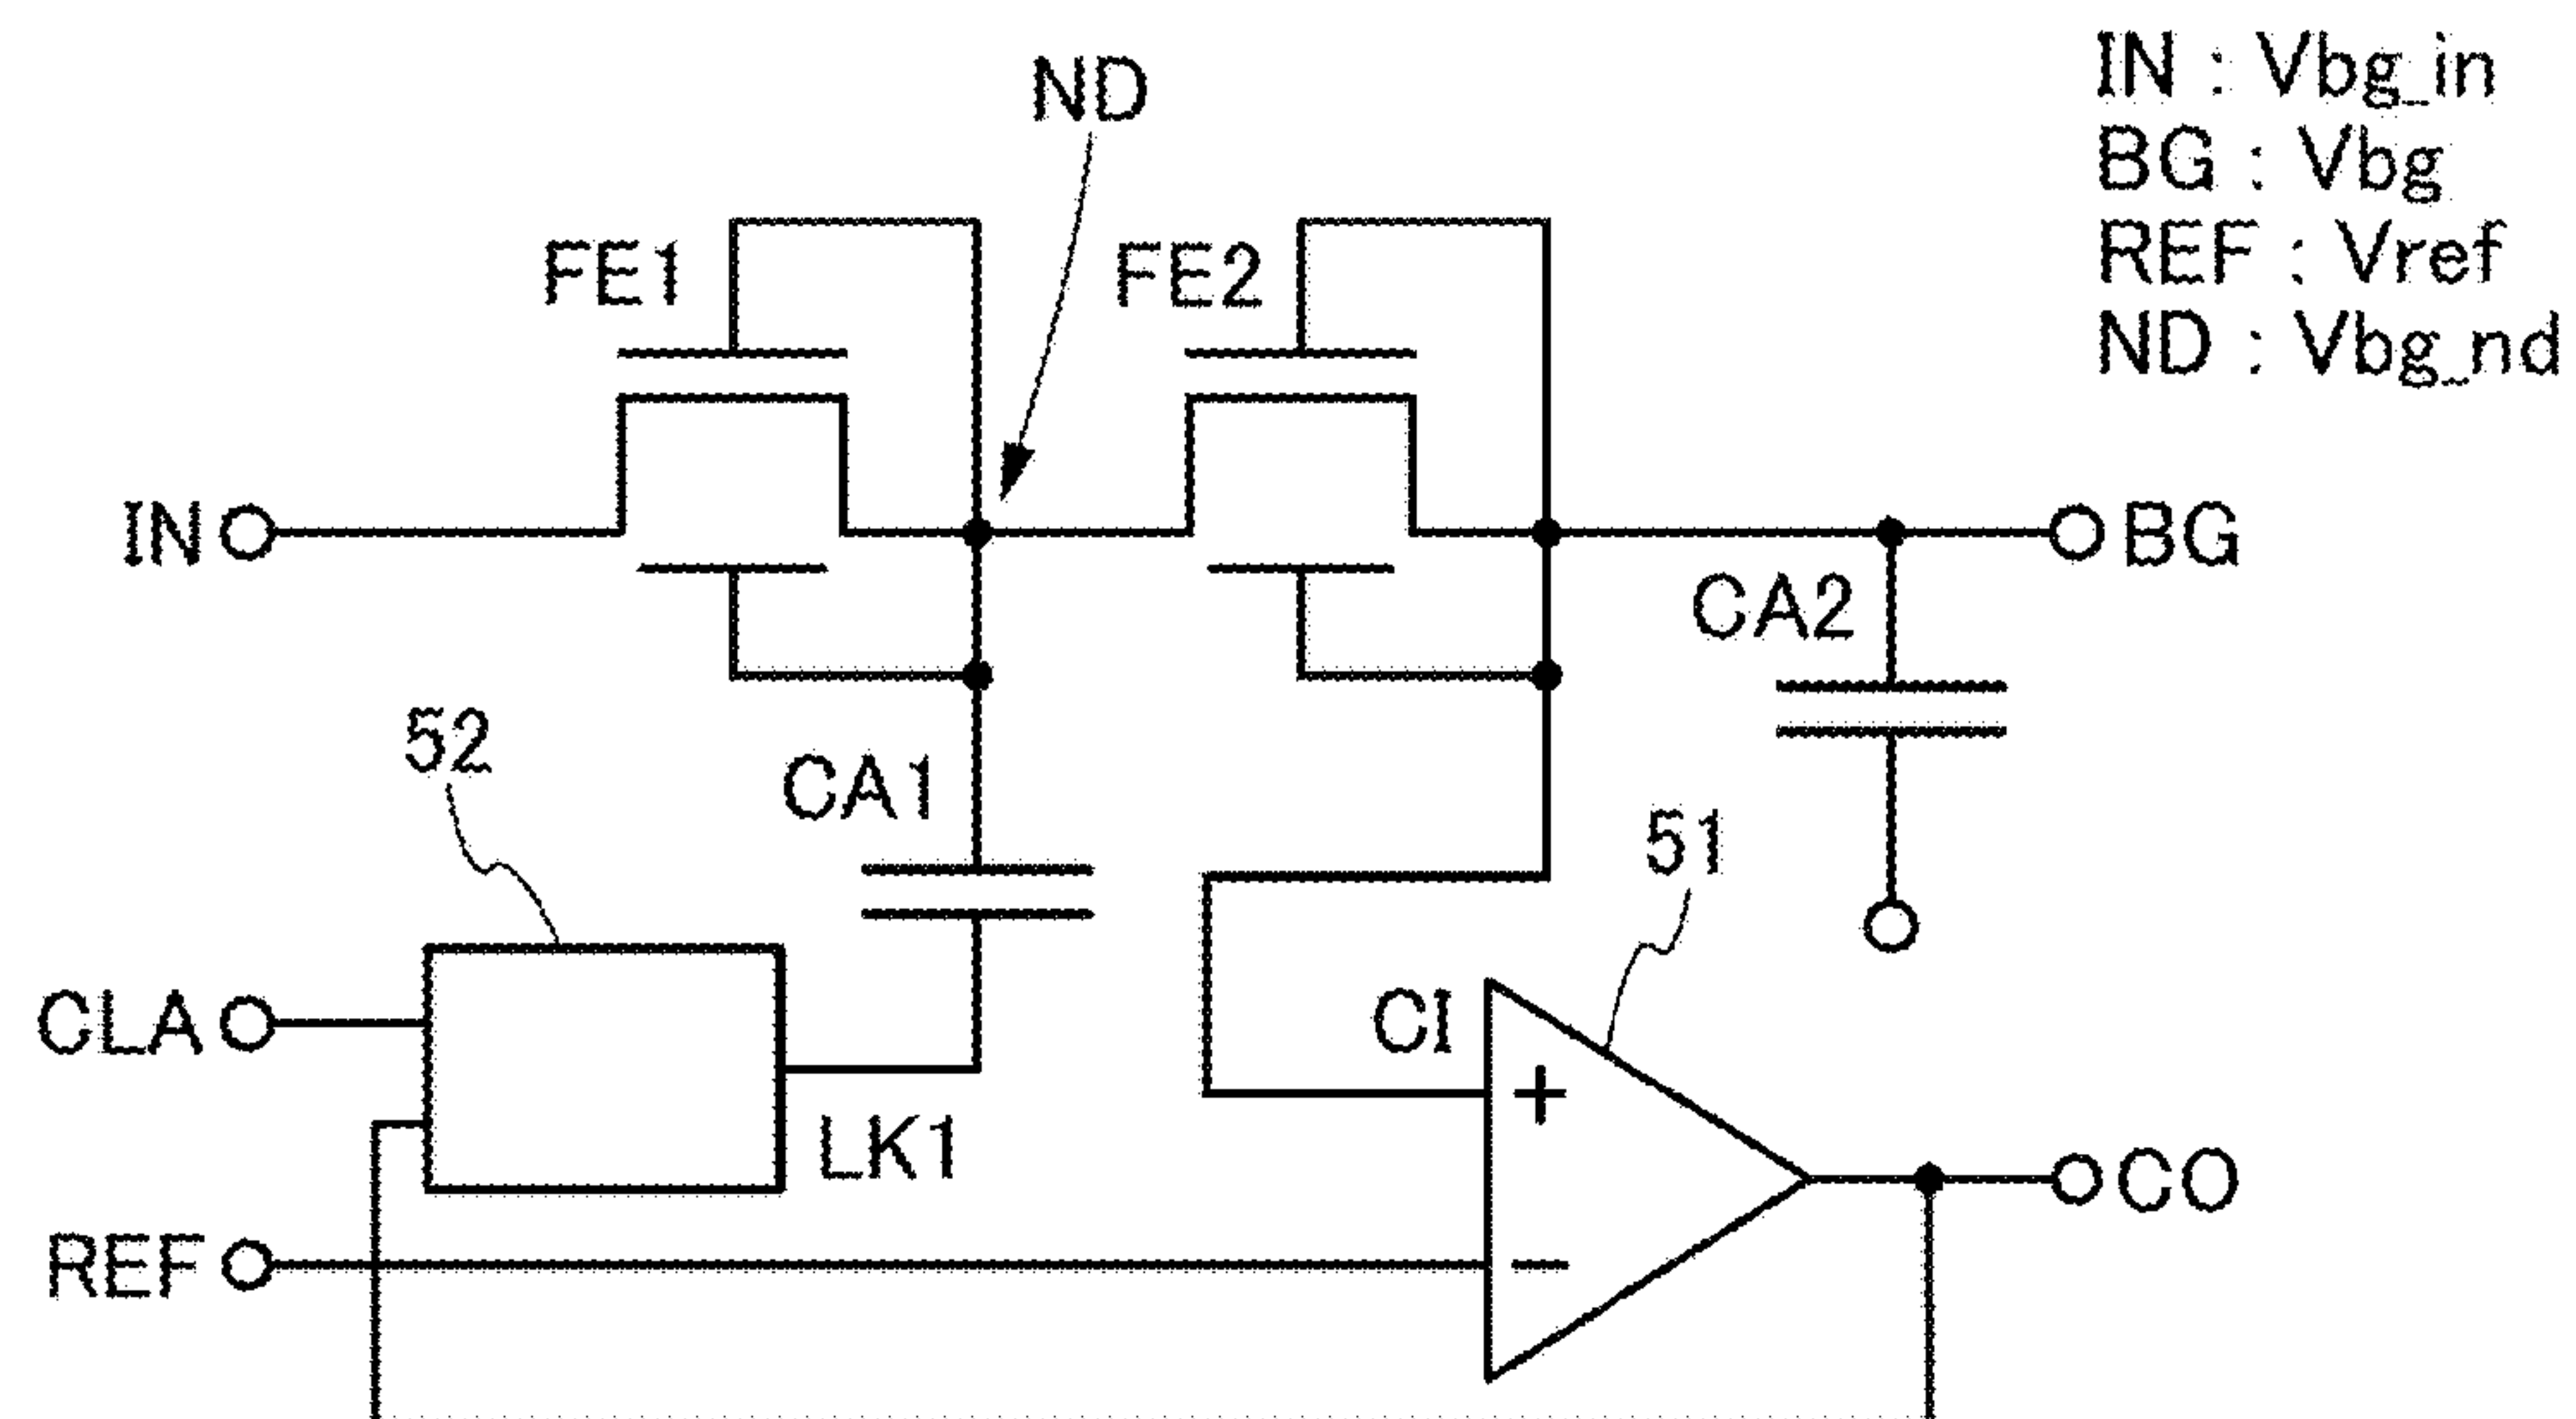 ND
IN : Vbg_in
BG : Vbg
REF : Vref
ND : Vbg_nd
FE1
FE2
IN
BG
CA2
52
CA1
51
CLA
CI
+
LK1
CO
REF
−